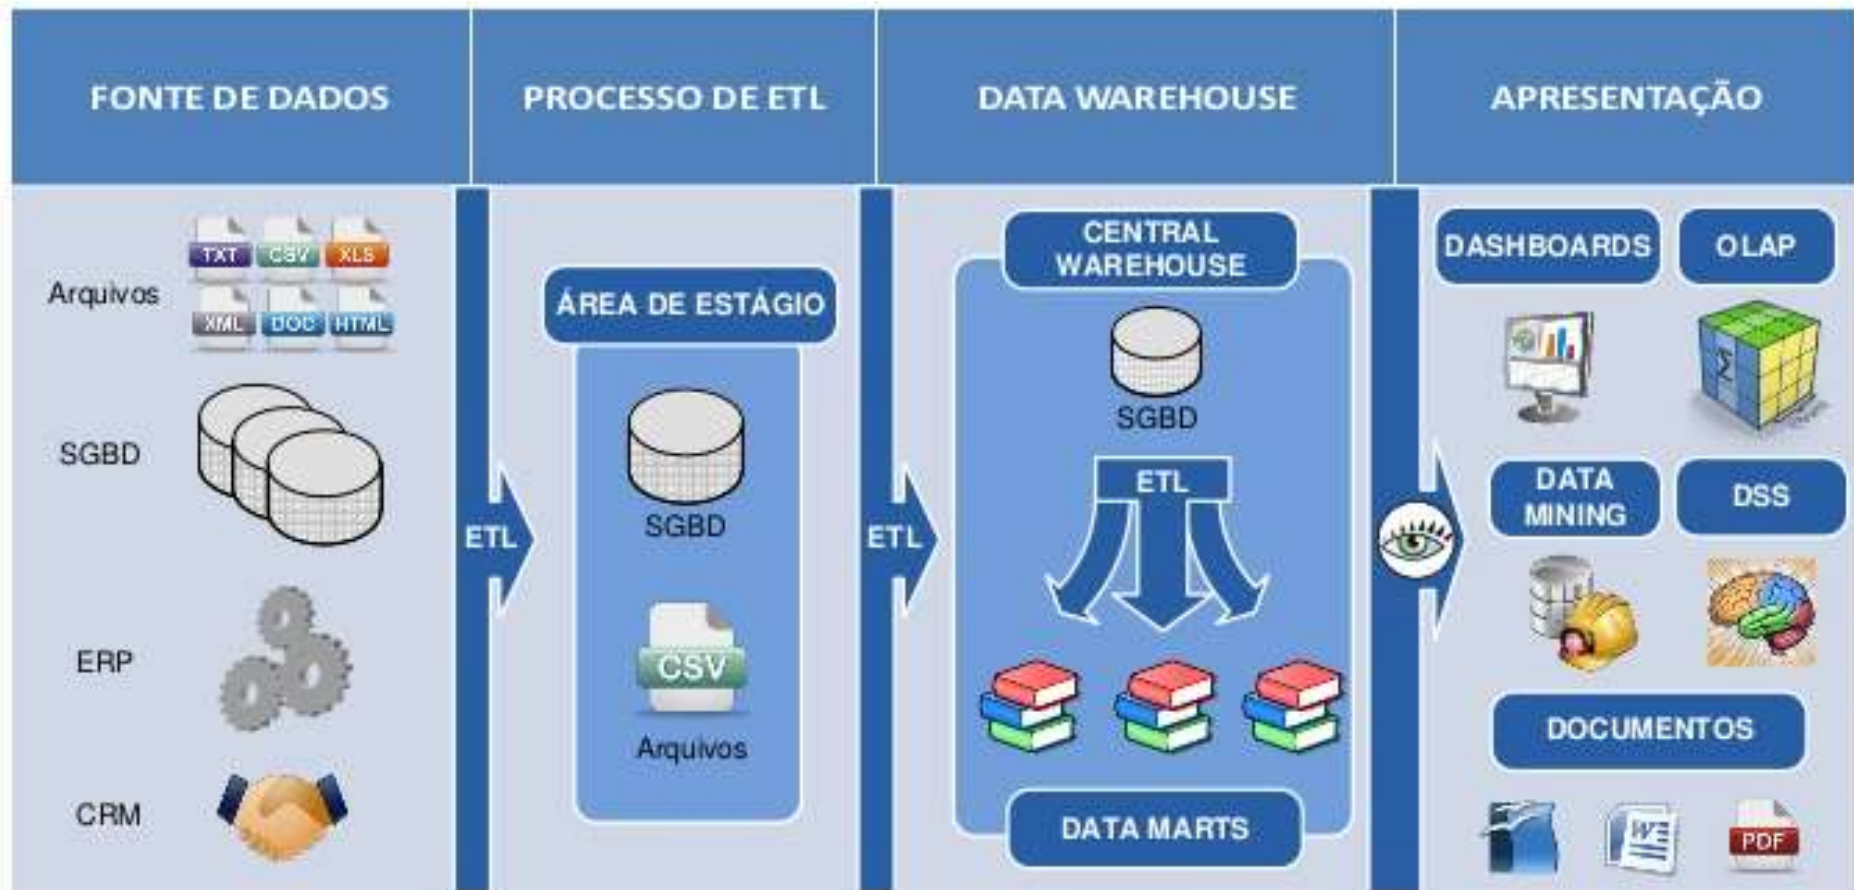 FONTE DE DADOS
PROCESSO DE ETL
DATA WAREHOUSE
APRESENTAÇÃO
Arquivos
TXT
CSV
XLS
XML
DOC
HTML
SGBD
ERP
CRM
ETL
ÁREA DE ESTÁGIO
SGBD
CSV
Arquivos
ETL
CENTRAL
WAREHOUSE
SGBD
ETL
DATA MARTS
DASHBOARDS
OLAP
Σ
DATA
MINING
DSS
DOCUMENTOS
W
PDF